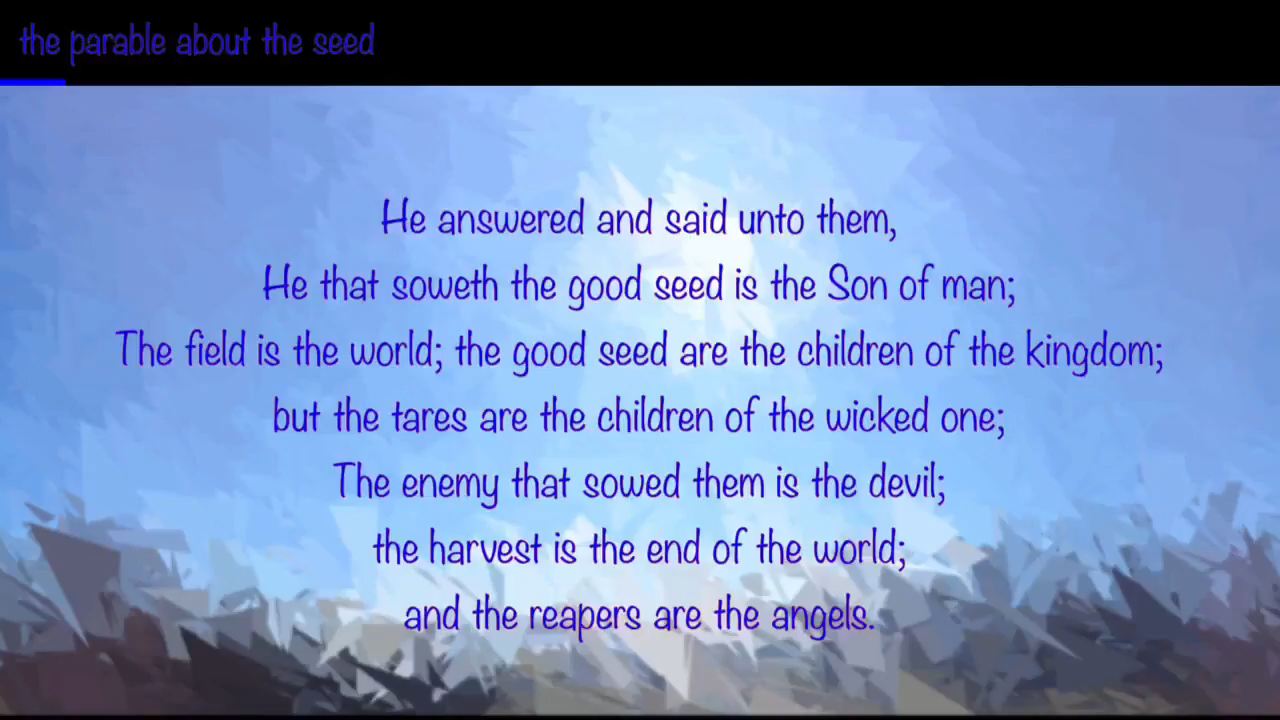 the parable about the seed
He answered and said unto them,
He that soweth the good seed is the Son of man;
The field is the world; the good seed are the children of the kingdom;
but the tares are the children of the wicked one;
The enemy that sowed them is the devil;
the harvest is the end of the world;
and the reapers are the angels.